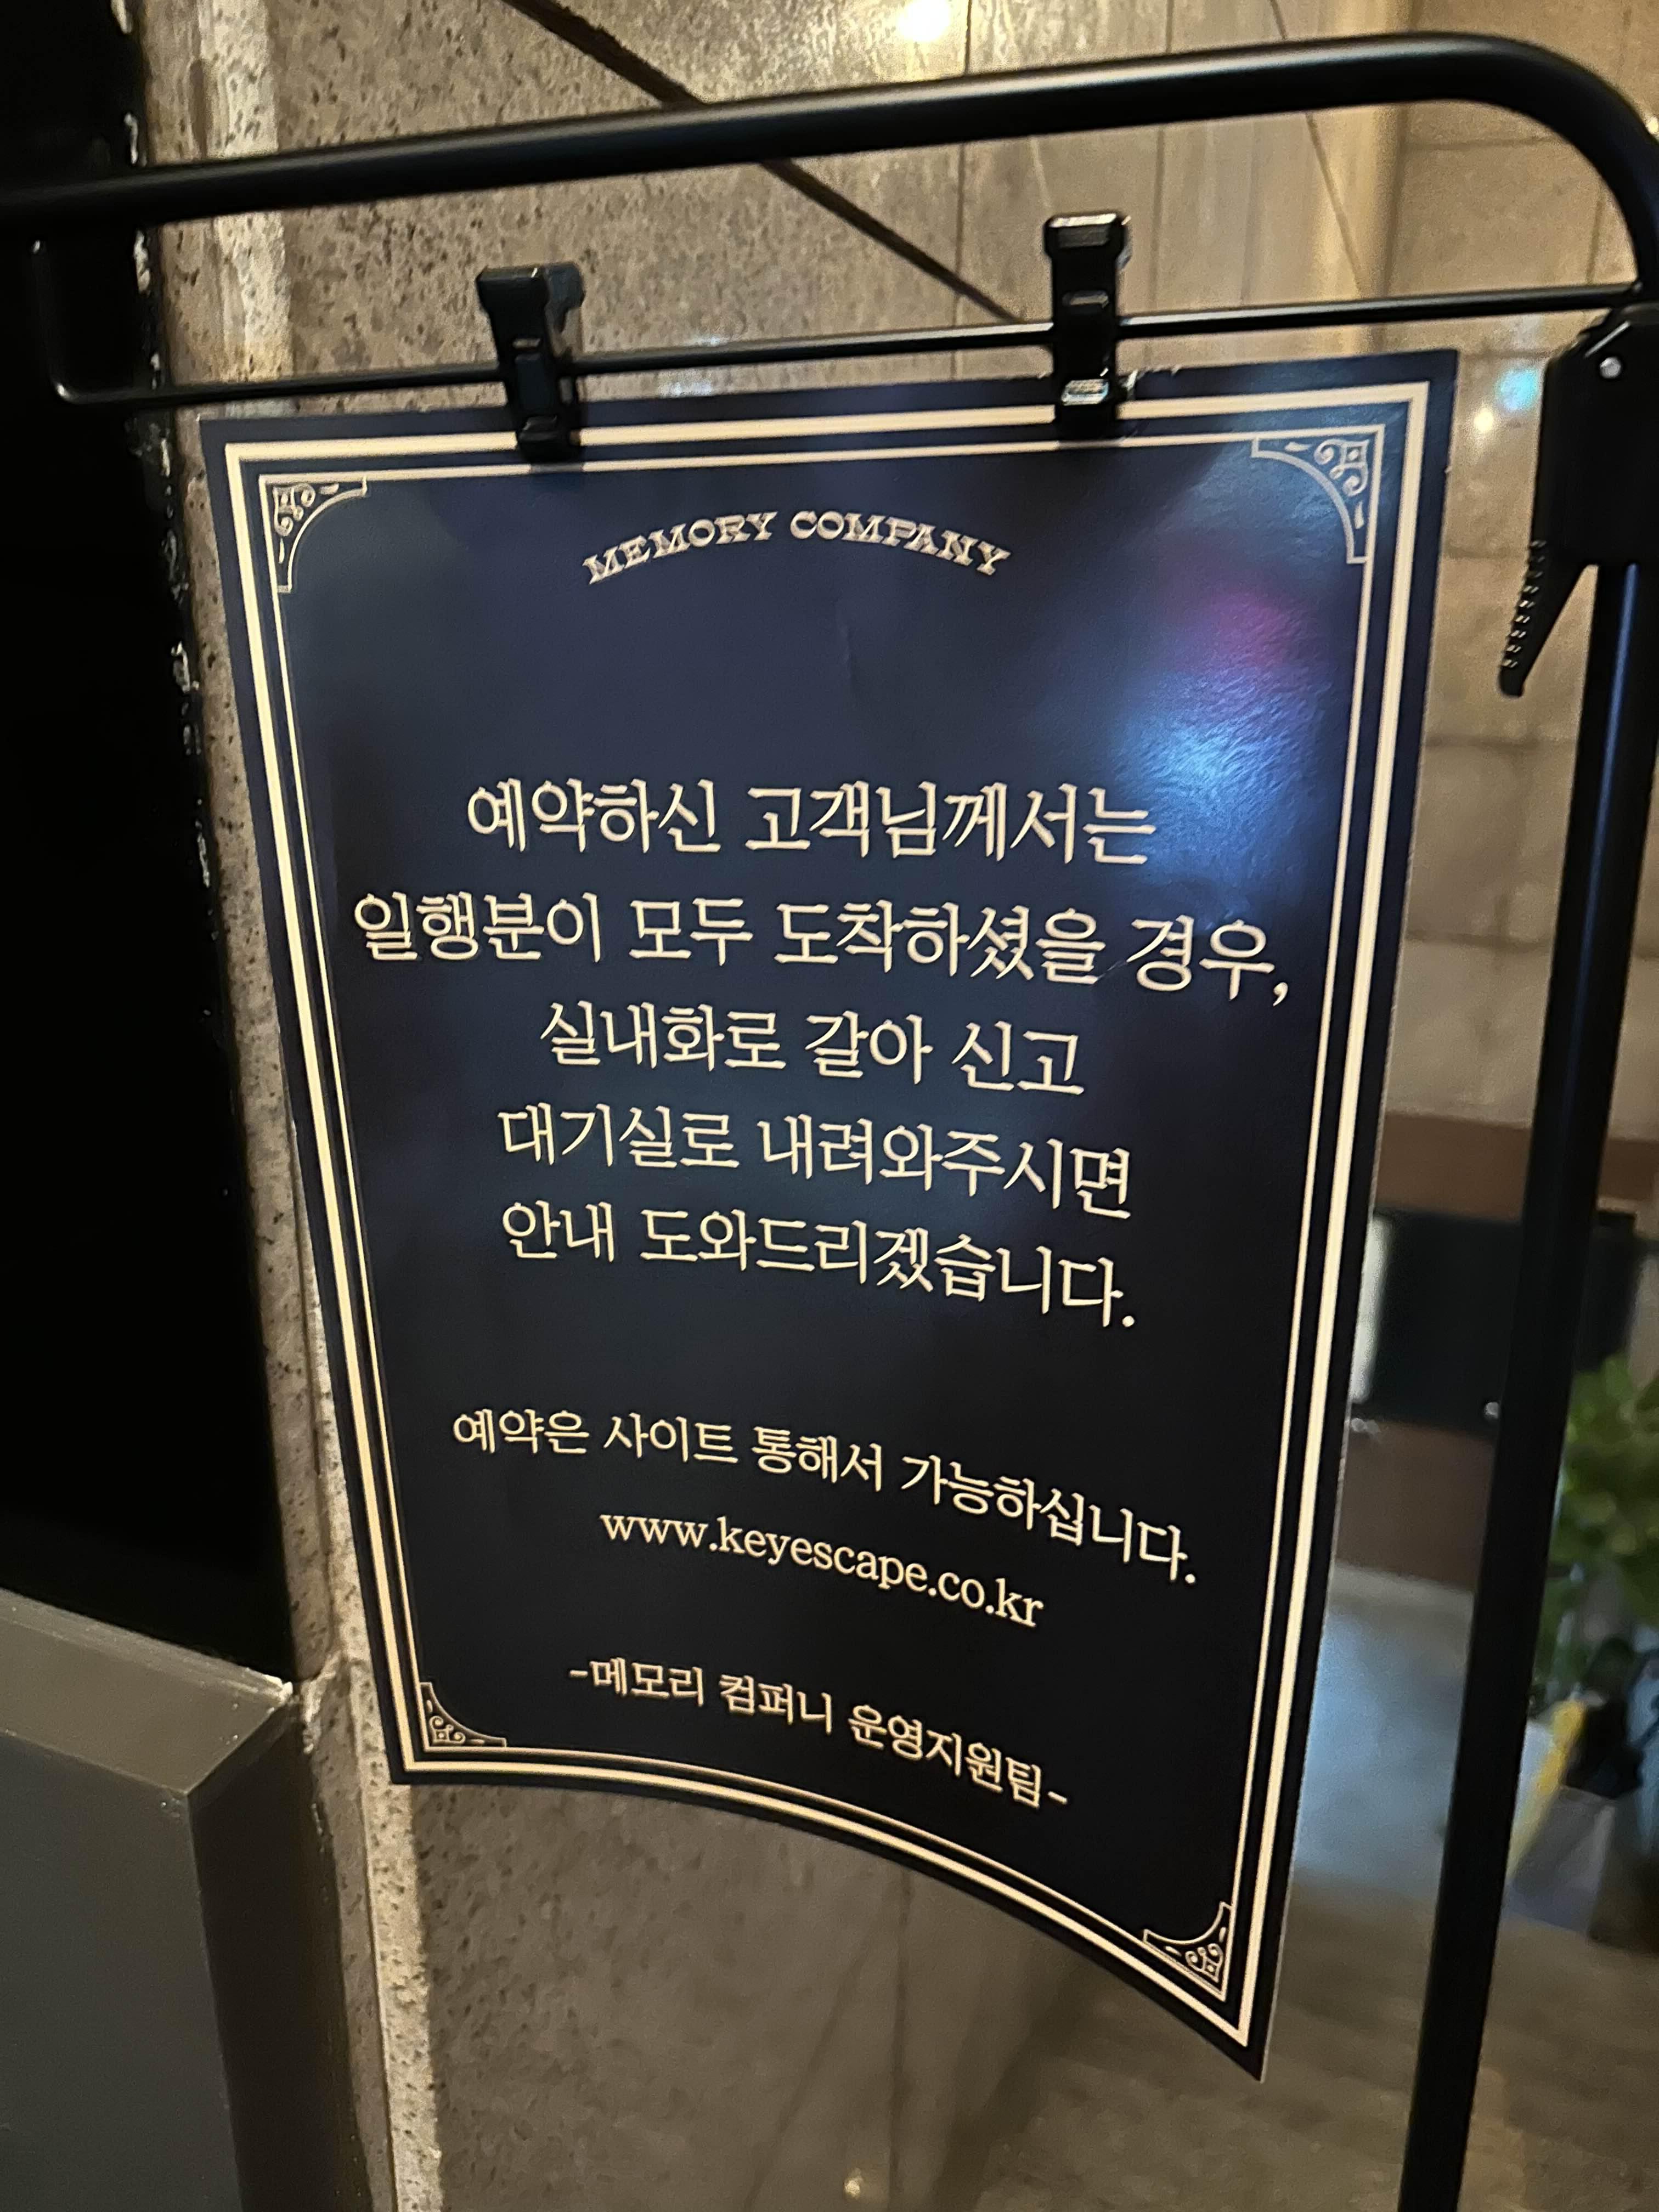 MEMORY COMPANY
예약하신 고객님께서는
일행분이 모두 도착하셨을 경우,
실내화로 갈아 신고
대기실로 내려와주시면
안내 도와드리겠습니다.
예약은 사이트 통해서 가능하십니다.
www.keyescape.co.kr
-메모리 컴퍼니 운영지원팀-